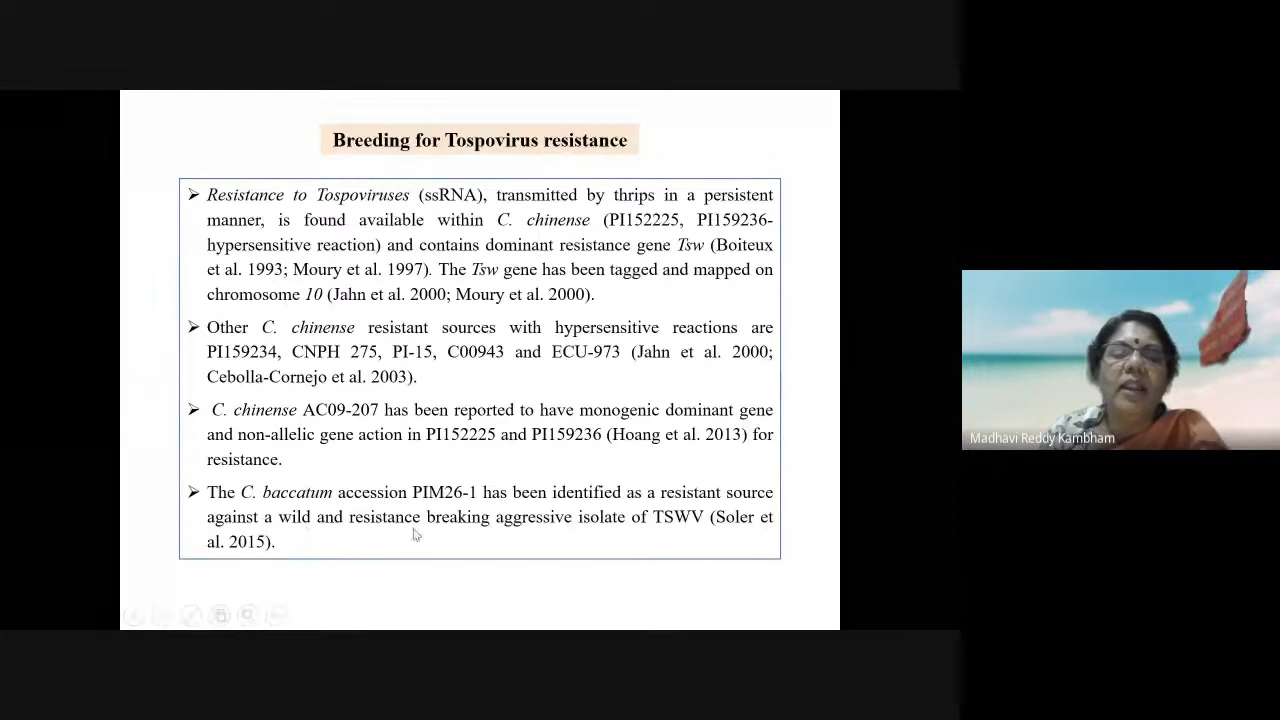 Breeding for Tospovirus resistance
➢ Resistance to Tospoviruses (ssRNA), transmitted by thrips in a persistent
manner, is found available within C. chinense (PI152225, PI159236-
hypersensitive reaction) and contains dominant resistance gene Tsw (Boiteux
et al. 1993; Moury et al. 1997). The Tsw gene has been tagged and mapped on
chromosome 10 (Jahn et al. 2000; Moury et al. 2000).
➢ Other C. chinense resistant sources with hypersensitive reactions are
PI159234, CNPH 275, PI-15, C00943 and ECU-973 (Jahn et al. 2000;
Cebolla-Cornejo et al. 2003).
➢ C. chinense AC09-207 has been reported to have monogenic dominant gene
and non-allelic gene action in PI152225 and PI159236 (Hoang et al. 2013) for
resistance.
➢ The C. baccatum accession PIM26-1 has been identified as a resistant source
against a wild and resistance breaking aggressive isolate of TSWV (Soler et
al. 2015).
Madhavi Reddy Kambham